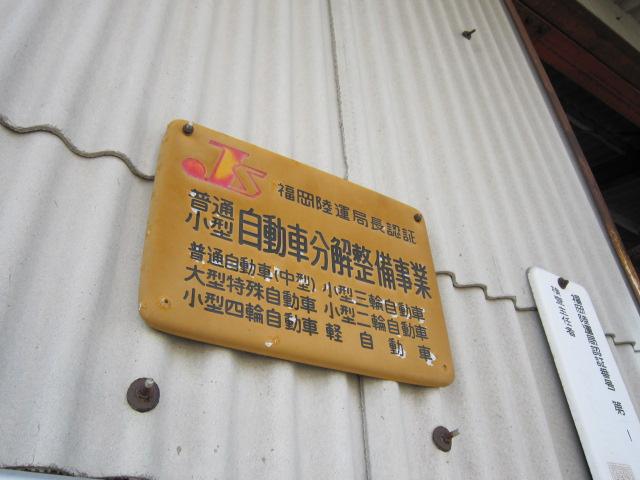 JS
福岡陸運局長認証
普通
小型
自動車分解整備事業
普通自動車(中型) 小型三輪自動車
大型特殊自動車 小型二輪自動車
小型四輪自動車 軽自動車
福岡陸運局認証番号 第